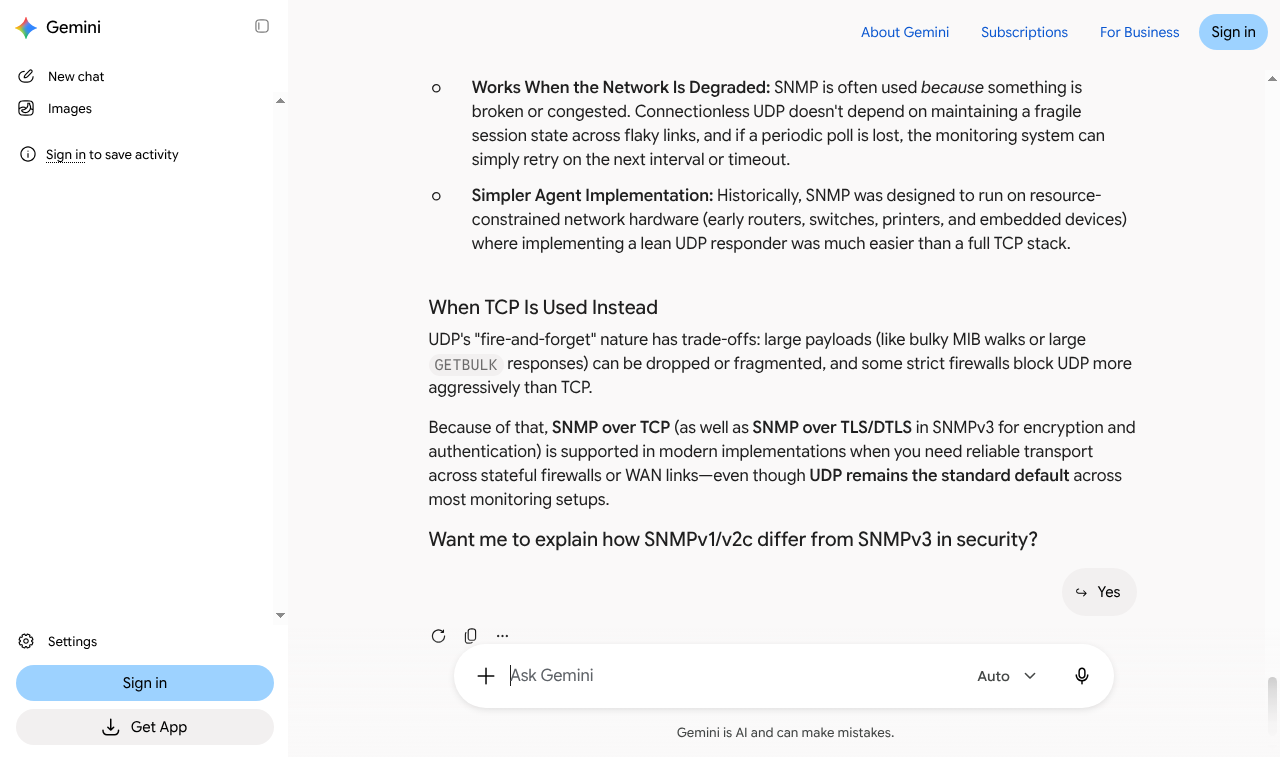 Gemini
New chat
Images
Sign in to save activity
Settings
Sign in
Get App
About Gemini
Subscriptions
For Business
Sign in
Works When the Network Is Degraded: SNMP is often used because something is
broken or congested. Connectionless UDP doesn't depend on maintaining a fragile
session state across flaky links, and if a periodic poll is lost, the monitoring system can
simply retry on the next interval or timeout.
Simpler Agent Implementation: Historically, SNMP was designed to run on resource-
constrained network hardware (early routers, switches, printers, and embedded devices)
where implementing a lean UDP responder was much easier than a full TCP stack.
When TCP Is Used Instead
UDP's "fire-and-forget" nature has trade-offs: large payloads (like bulky MIB walks or large
GETBULK responses) can be dropped or fragmented, and some strict firewalls block UDP more
aggressively than TCP.
Because of that, SNMP over TCP (as well as SNMP over TLS/DTLS in SNMPv3 for encryption and
authentication) is supported in modern implementations when you need reliable transport
across stateful firewalls or WAN links—even though UDP remains the standard default across
most monitoring setups.
Want me to explain how SNMPv1/v2c differ from SNMPv3 in security?
Yes
Ask Gemini
Auto
Gemini is AI and can make mistakes.